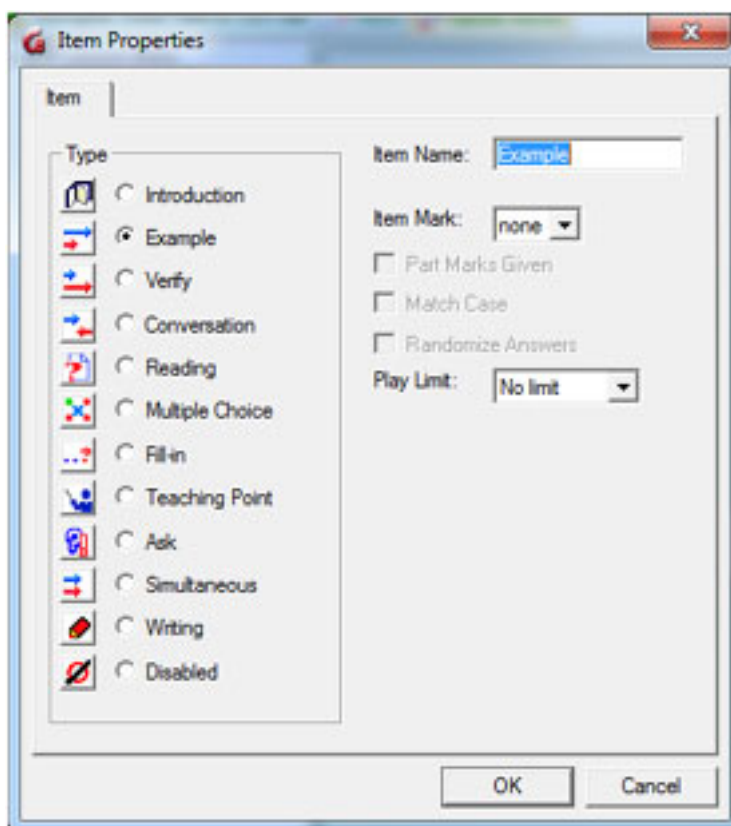 Item Properties
Item
Type
Introduction
Example
Verify
Conversation
Reading
Multiple Choice
Fill-in
Teaching Point
Ask
Simultaneous
Writing
Disabled
Item Name: Example
Item Mark: none
Part Marks Given
Match Case
Randomize Answers
Play Limit: No limit
OK Cancel